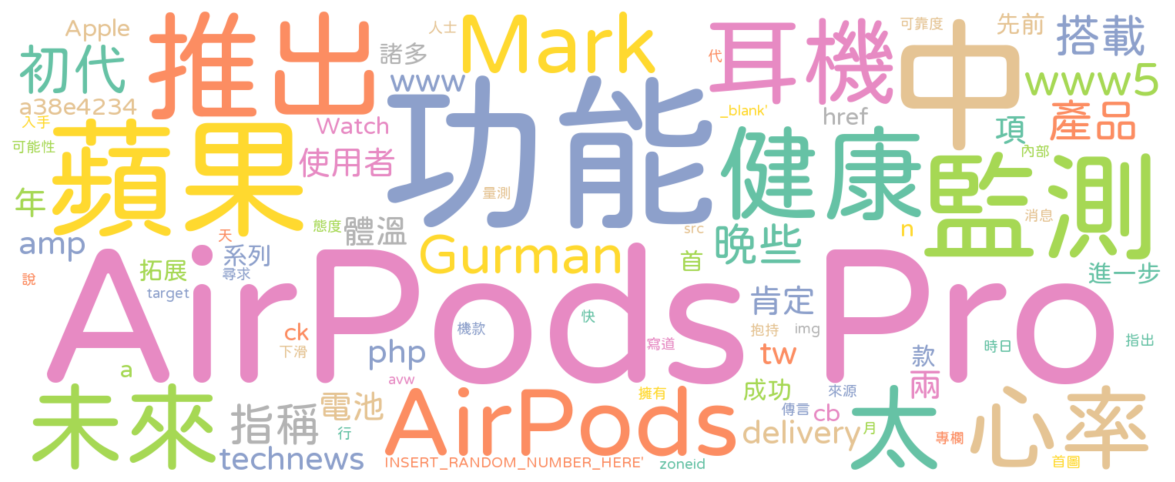 Apple
人士
Mark
可靠度
先前
推出
諸多
耳機
代
中
搭載
初代
www
功能
www5
a38e4234
_blank'
href
產品
入手
Watch
項
蘋果
健康
可能性
使用者
內部
監測
年
量測
消息
態度
體溫
src
n
amp
天
Gurman
晚些
系列
首
拓展
尋求
進一步
說
AirPods Pro
target
肯定
快
機款
抱持
img
ck
寫道
指出
下滑
php
tw
款
時日
a
avw
兩
未來
擁有
成功
來源
電池
AirPods
傳言
cb
太
心率
指稱
行
delivery
月
專欄
technews
INSERT_RANDOM_NUMBER_HERE'
zoneid
首圖